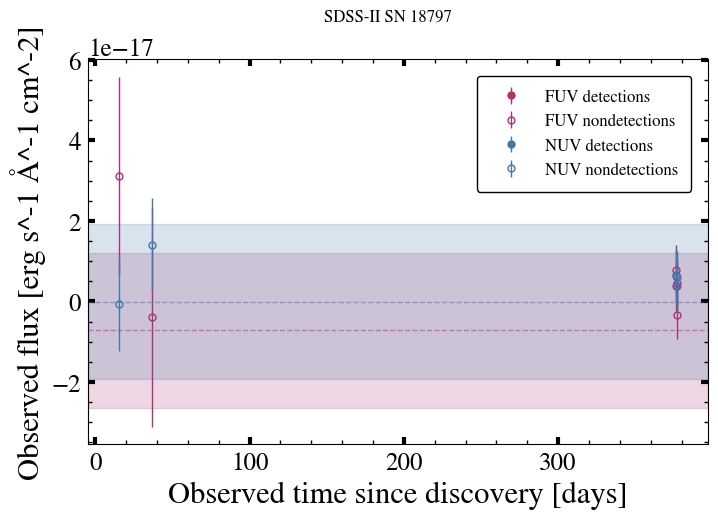 SDSS-II SN 18797
1e−17
Observed flux [erg s^-1 Å^-1 cm^-2]
6
4
2
0
−2
FUV detections
FUV nondetections
NUV detections
NUV nondetections
0 100 200 300
Observed time since discovery [days]